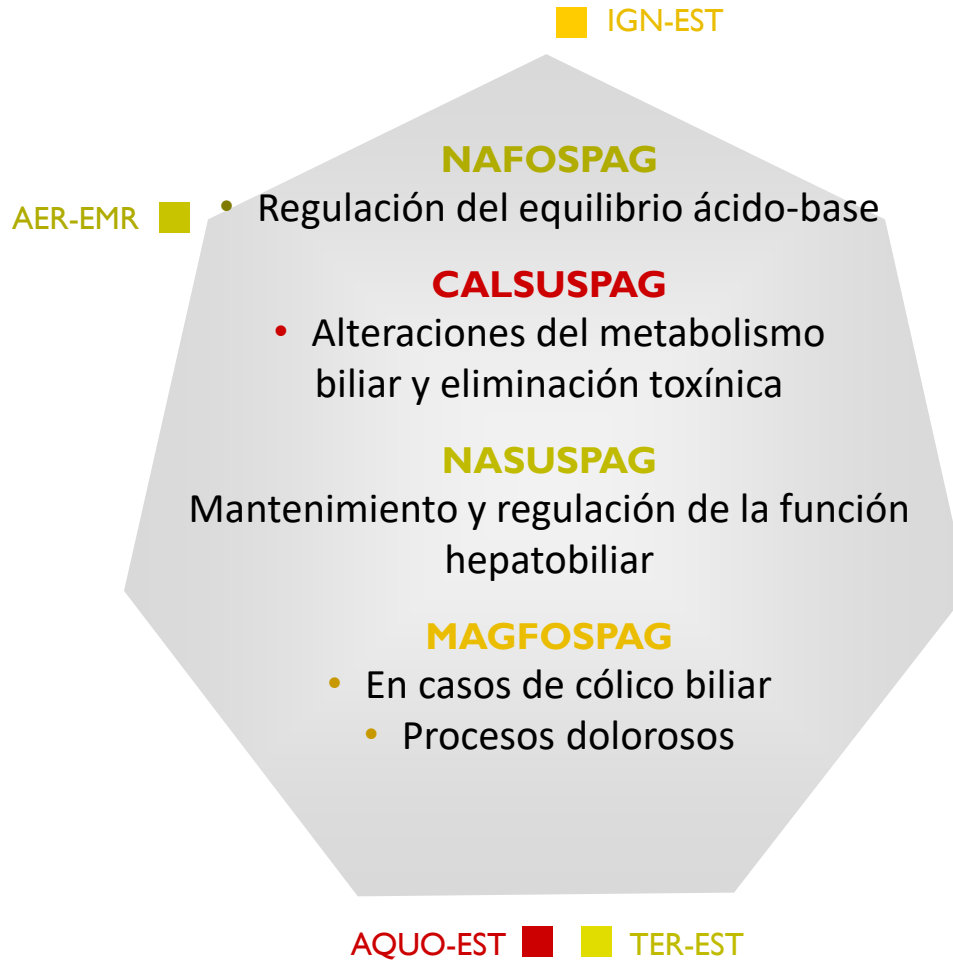 IGN-EST
NAFOSPAG
AER-EMR
• Regulación del equilibrio ácido-base
CALSUSPAG
• Alteraciones del metabolismo
biliar y eliminación toxínica
NASUSPAG
Mantenimiento y regulación de la función
hepatobiliar
MAGFOSPAG
• En casos de cólico biliar
• Procesos dolorosos
AQUO-EST
TER-EST